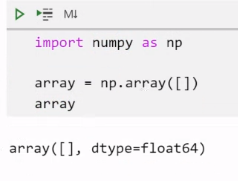 M↓
import numpy as np
array = np.array([])
array
array([], dtype=float64)